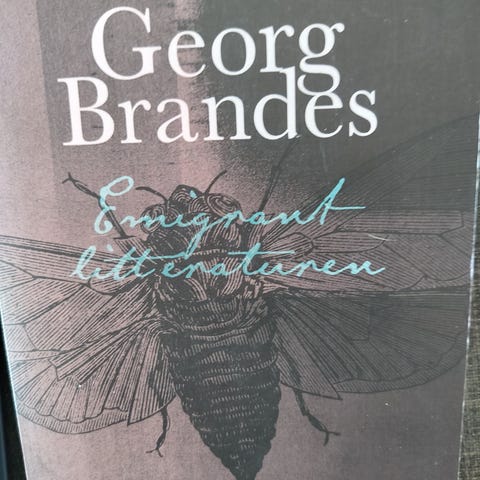 Georg
Brandes
Emigrant
litteraturen